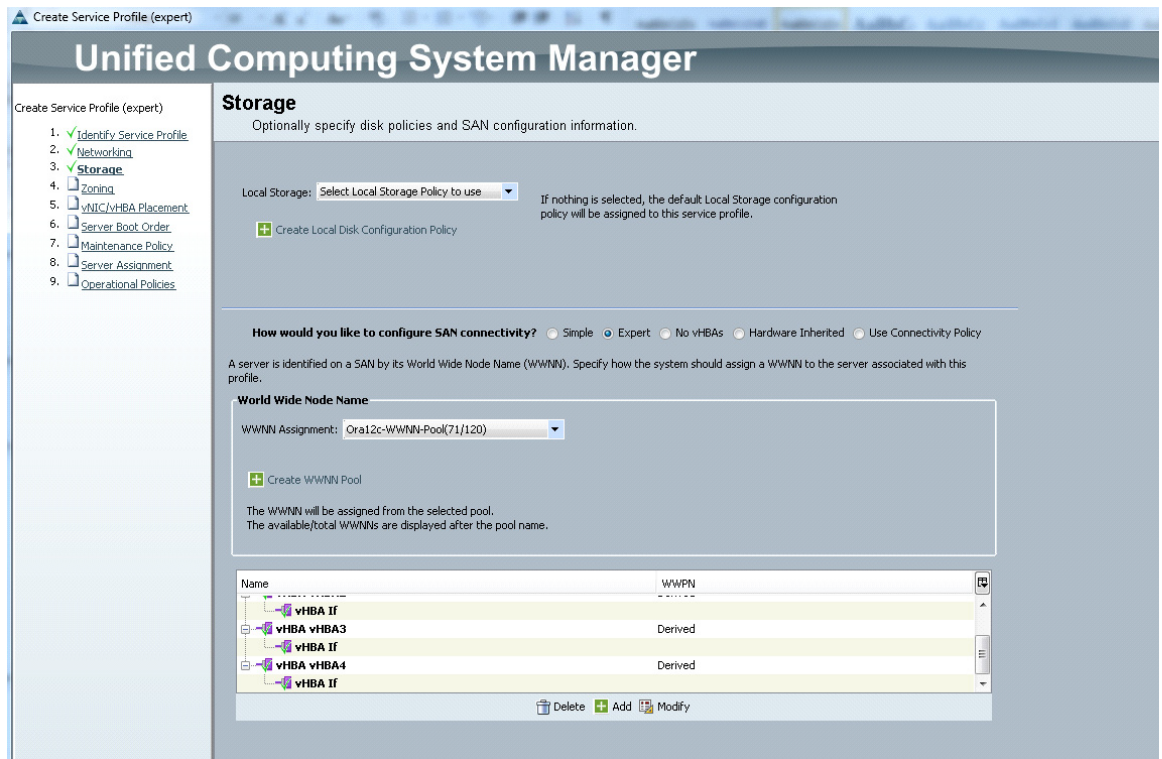 Create Service Profile (expert)
Unified Computing System Manager
Create Service Profile (expert)
1. Identify Service Profile
2. Networking
3. Storage
4. Zoning
5. vNIC/vHBA Placement
6. Server Boot Order
7. Maintenance Policy
8. Server Assignment
9. Operational Policies
Storage
Optionally specify disk policies and SAN configuration information.
Local Storage: Select Local Storage Policy to use
If nothing is selected, the default Local Storage configuration
policy will be assigned to this service profile.
Create Local Disk Configuration Policy
How would you like to configure SAN connectivity? Simple Expert No vHBAs Hardware Inherited Use Connectivity Policy
A server is identified on a SAN by its World Wide Node Name (WWNN). Specify how the system should assign a WWNN to the server associated with this
profile.
World Wide Node Name
WWNN Assignment: Ora12c-WWNN-Pool(71/120)
Create WWNN Pool
The WWNN will be assigned from the selected pool.
The available/total WWNNs are displayed after the pool name.
Name WWPN
vHBA If
vHBA vHBA3 Derived
vHBA If
vHBA vHBA4 Derived
vHBA If
Delete Add Modify